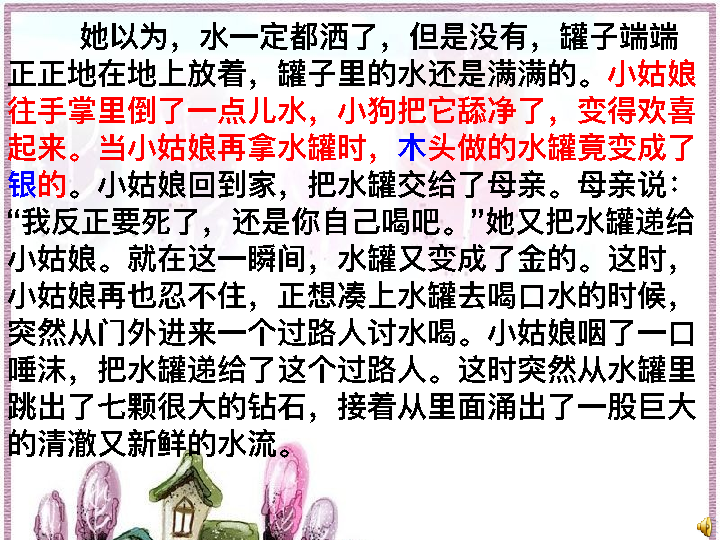 她以为，水一定都洒了，但是没有，罐子端端
正正地在地上放着，罐子里的水还是满满的。小姑娘
往手掌里倒了一点儿水，小狗把它舔净了，变得欢喜
起来。当小姑娘再拿水罐时，木头做的水罐竟变成了
银的。小姑娘回到家，把水罐交给了母亲。母亲说：
“我反正要死了，还是你自己喝吧。”她又把水罐递给
小姑娘。就在这一瞬间，水罐又变成了金的。这时，
小姑娘再也忍不住，正想凑上水罐去喝口水的时候，
突然从门外进来一个过路人讨水喝。小姑娘咽了一口
唾沫，把水罐递给了这个过路人。这时突然从水罐里
跳出了七颗很大的钻石，接着从里面涌出了一股巨大
的清澈又新鲜的水流。